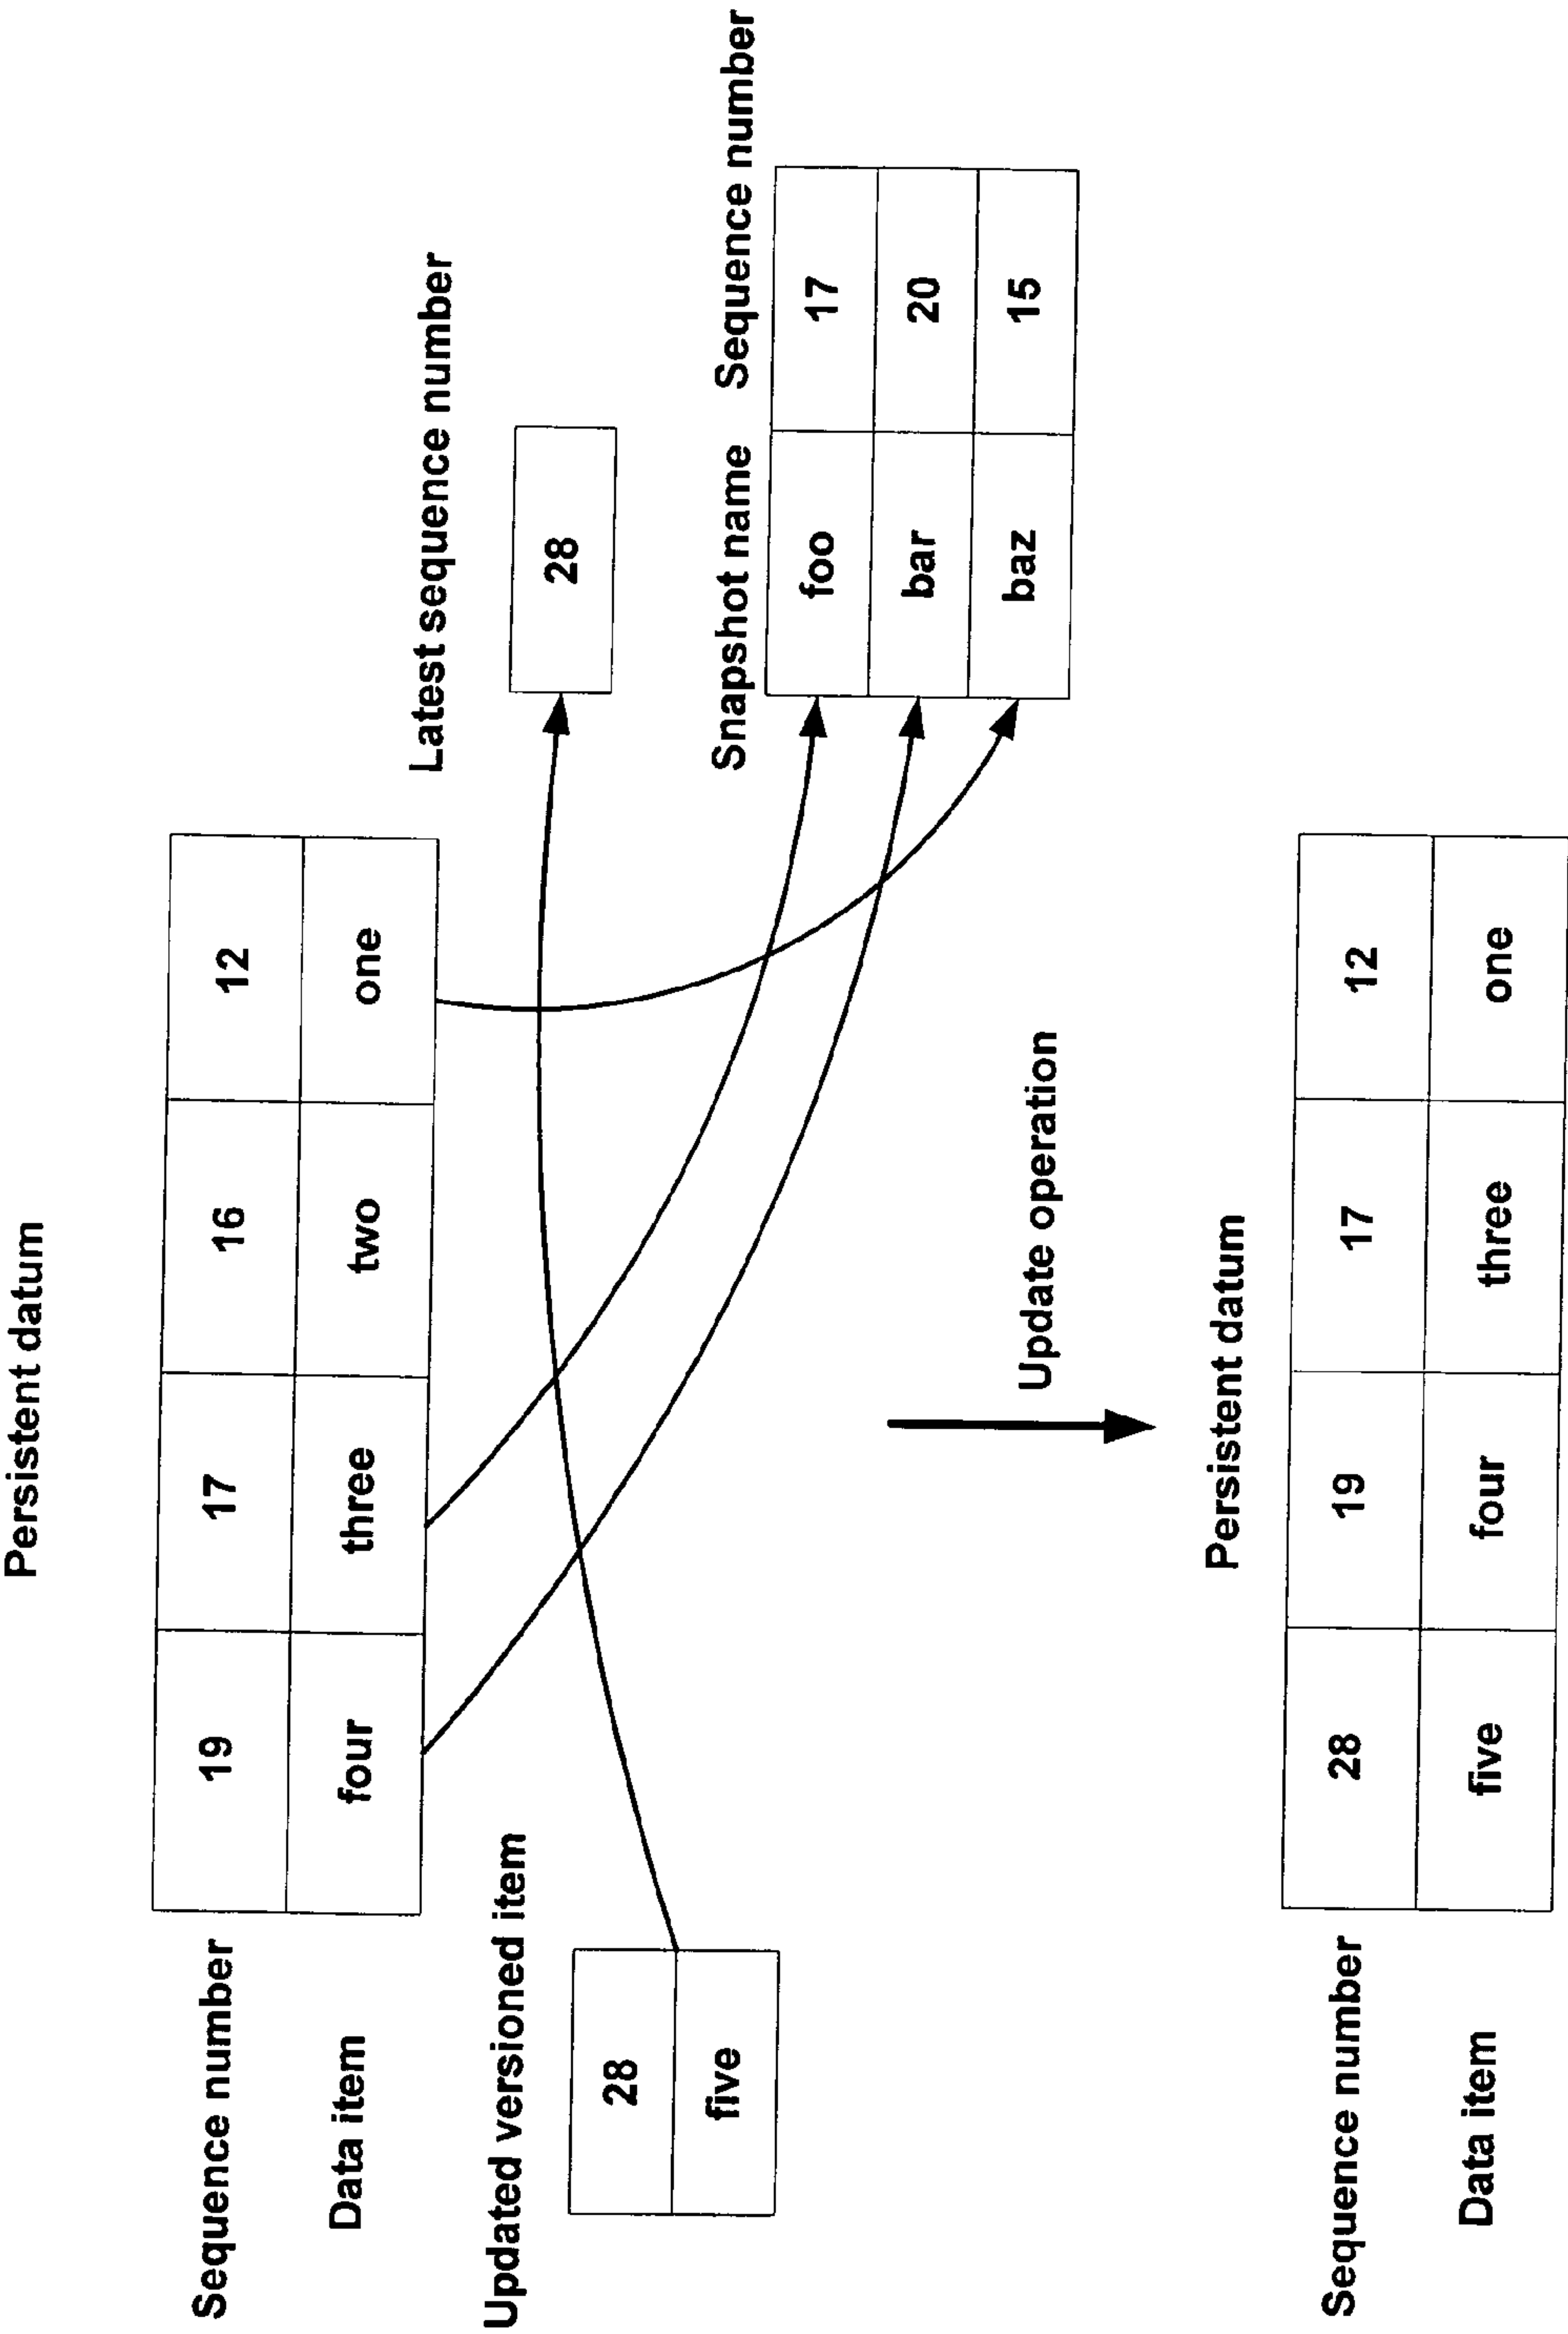 Persistent datum
Sequence number 19 17 16 12
Data item four three two one
Latest sequence number
Updated versioned item
28
28
five
Snapshot name Sequence number
foo 17
bar 20
baz 15
Update operation
Persistent datum
Sequence number 28 19 17 12
Data item five four three one